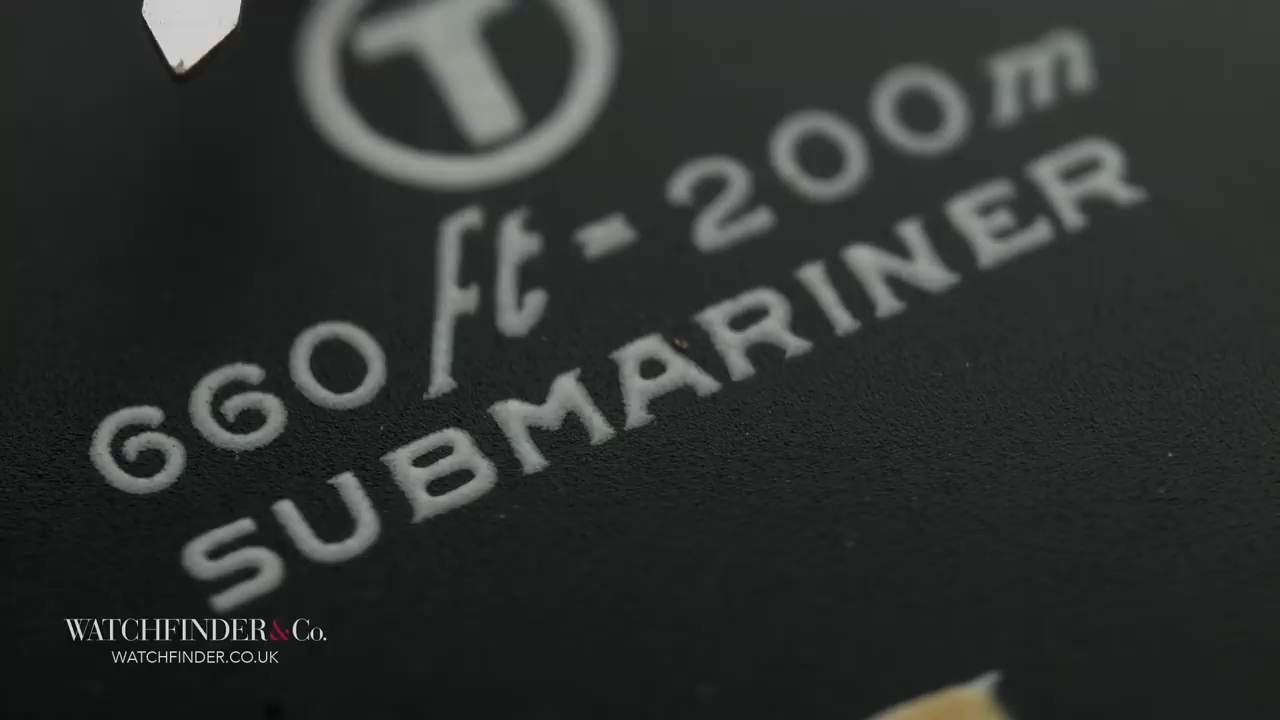 T
660ft=200m
SUBMARINER
WATCHFINDER&Co.
WATCHFINDER.CO.UK